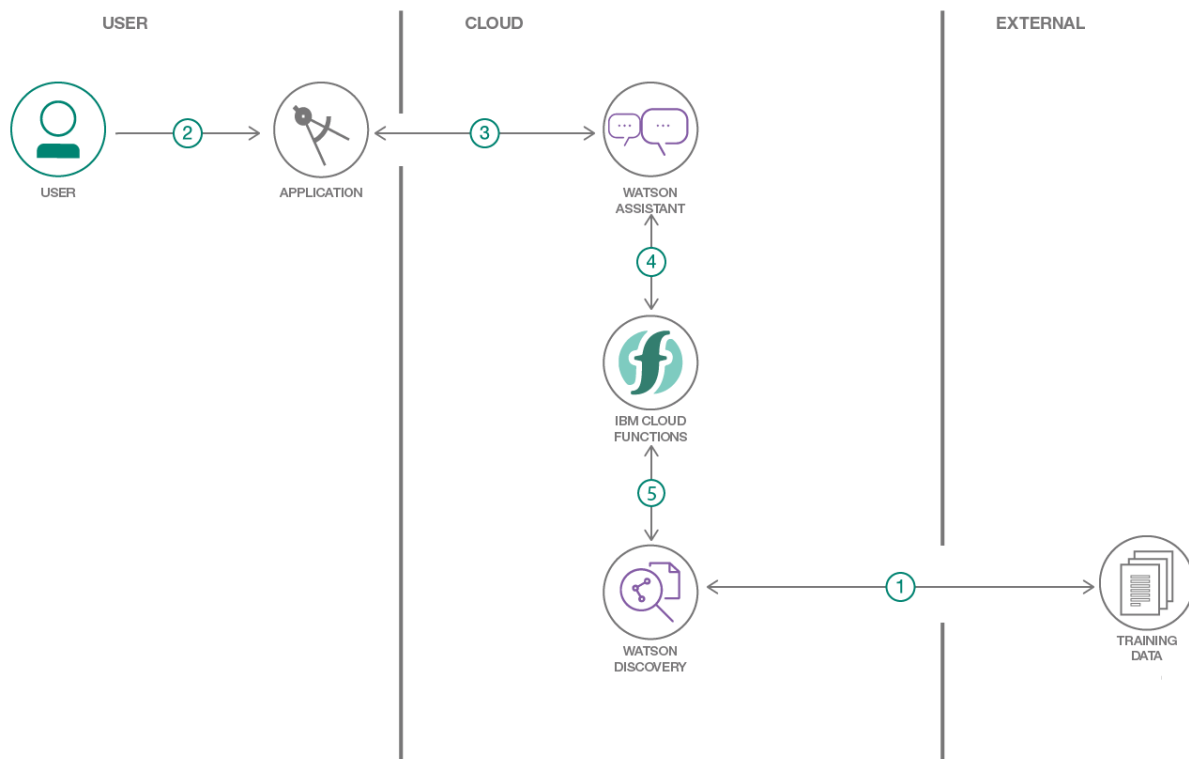 USER
CLOUD
EXTERNAL
2
3
USER
APPLICATION
WATSON
ASSISTANT
4
IBM CLOUD
FUNCTIONS
5
1
WATSON
DISCOVERY
TRAINING
DATA